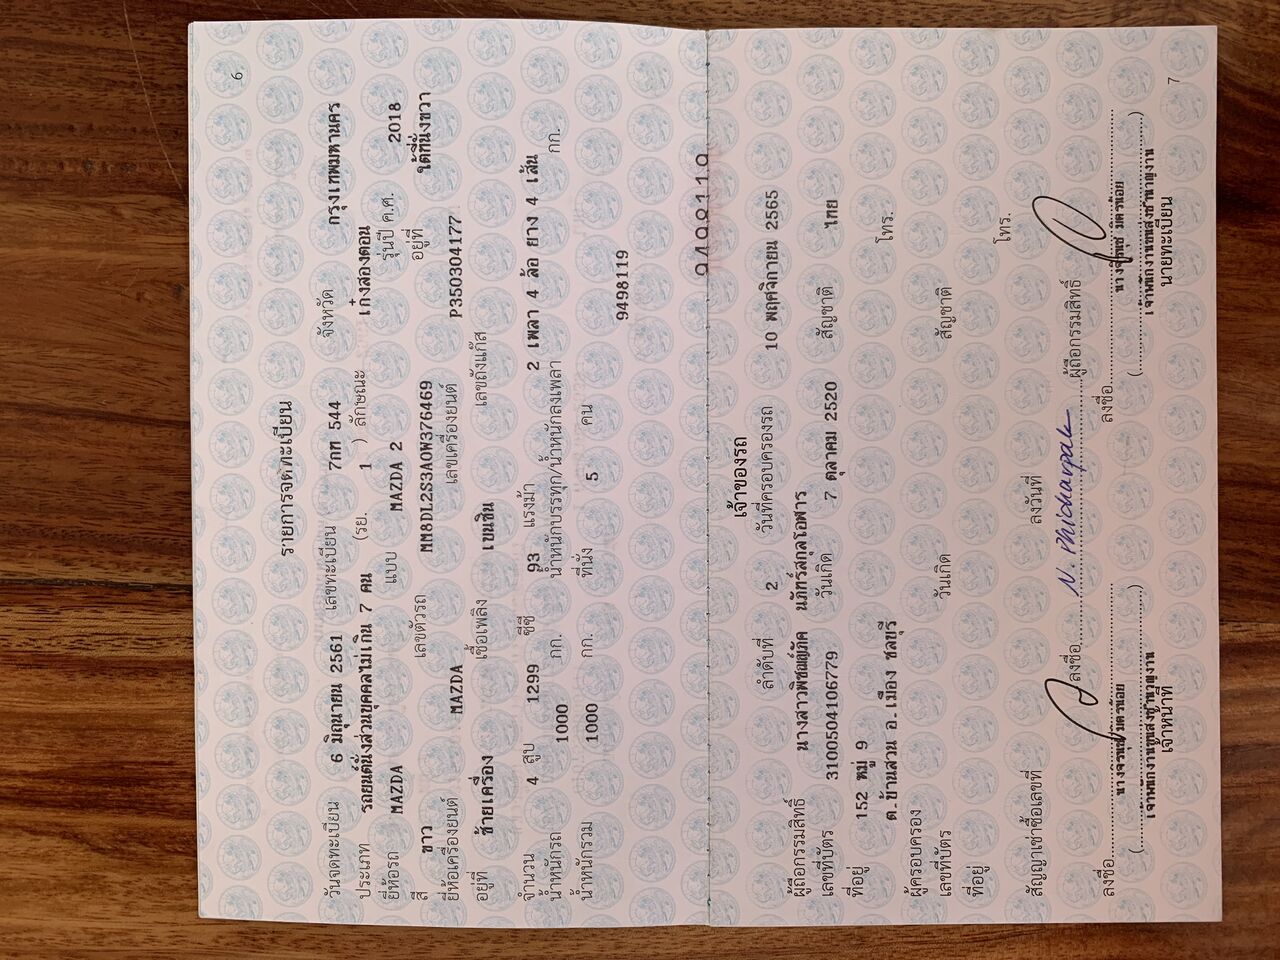 6
รายการจดทะเบียน
วันจดทะเบียน 6 มิถุนายน 2561 เลขทะเบียน 7กท 544 จังหวัด กรุงเทพมหานคร
ประเภท รถยนต์นั่งส่วนบุคคลไม่เกิน 7 คน (รย. 1 ) ลักษณะ เก๋งสองตอน
ยี่ห้อรถ MAZDA แบบ MAZDA 2 รุ่นปี ค.ศ. 2018
สี ขาว เลขตัวรถ MM8DL2S3AOW376469 อยู่ที่ ใต้ที่นั่งขวา
ยี่ห้อเครื่องยนต์ MAZDA เลขเครื่องยนต์ P350304177
อยู่ที่ ซ้ายเครื่อง เชื้อเพลิง เบนซิน เลขถังแก๊ส
จำนวน 4 สูบ 1299 ซีซี 93 แรงม้า 2 เพลา 4 ล้อ ยาง 4 เส้น
น้ำหนักรถ 1000 กก. น้ำหนักบรรทุก/น้ำหนักลงเพลา กก.
น้ำหนักรวม 1000 กก. ที่นั่ง 5 คน
9498119
9498119
เจ้าของรถ
ลำดับที่ 2 วันที่ครอบครองรถ 10 พฤศจิกายน 2565
ผู้ถือกรรมสิทธิ์ นางสาวพิชญ์ภัค นภัทร์สกุลโอฬาร
เลขที่บัตร 3100504106779 วันเกิด 7 ตุลาคม 2520 สัญชาติ ไทย
ที่อยู่ 152 หมู่ 9 โทร.
ต.บ้านสวน อ.เมือง ชลบุรี
ผู้ครอบครอง
เลขที่บัตร วันเกิด สัญชาติ
ที่อยู่ โทร.
สัญญาเช่าซื้อเลขที่ ลงวันที่
ลงชื่อ N. Phicharpak ผู้ถือกรรมสิทธิ์
ลงชื่อ ลงชื่อ
เจ้าหน้าที่ นายทะเบียน
7